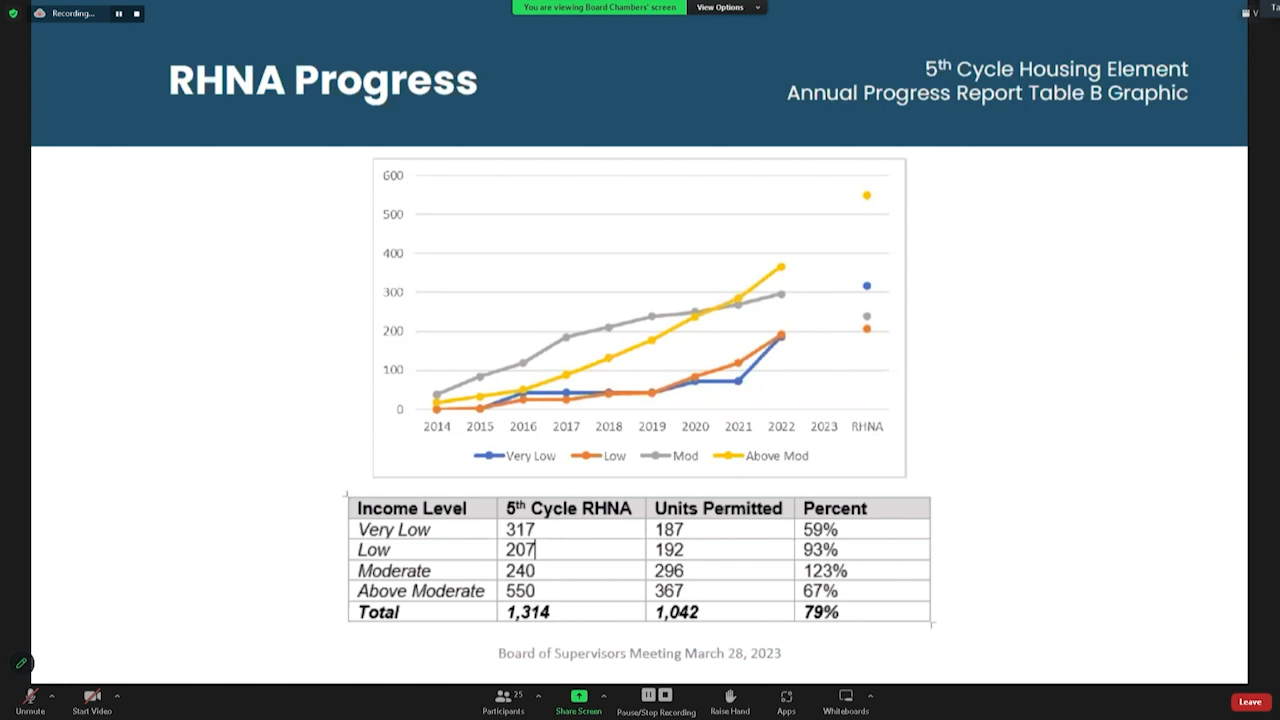 Recording...
You are viewing Board Chambers' screen
View Options
V
Ta
RHNA Progress
5th Cycle Housing Element
Annual Progress Report Table B Graphic
600
500
400
300
200
100
0
2014 2015 2016 2017 2018 2019 2020 2021 2022 2023 RHNA
Very Low Low Mod Above Mod
Income Level 5th Cycle RHNA Units Permitted Percent
Very Low 317 187 59%
Low 207 192 93%
Moderate 240 296 123%
Above Moderate 550 367 67%
Total 1,314 1,042 79%
Board of Supervisors Meeting March 28, 2023
25
Unmute Start Video Participants Share Screen Pause/Stop Recording Raise Hand Apps Whiteboards Leave